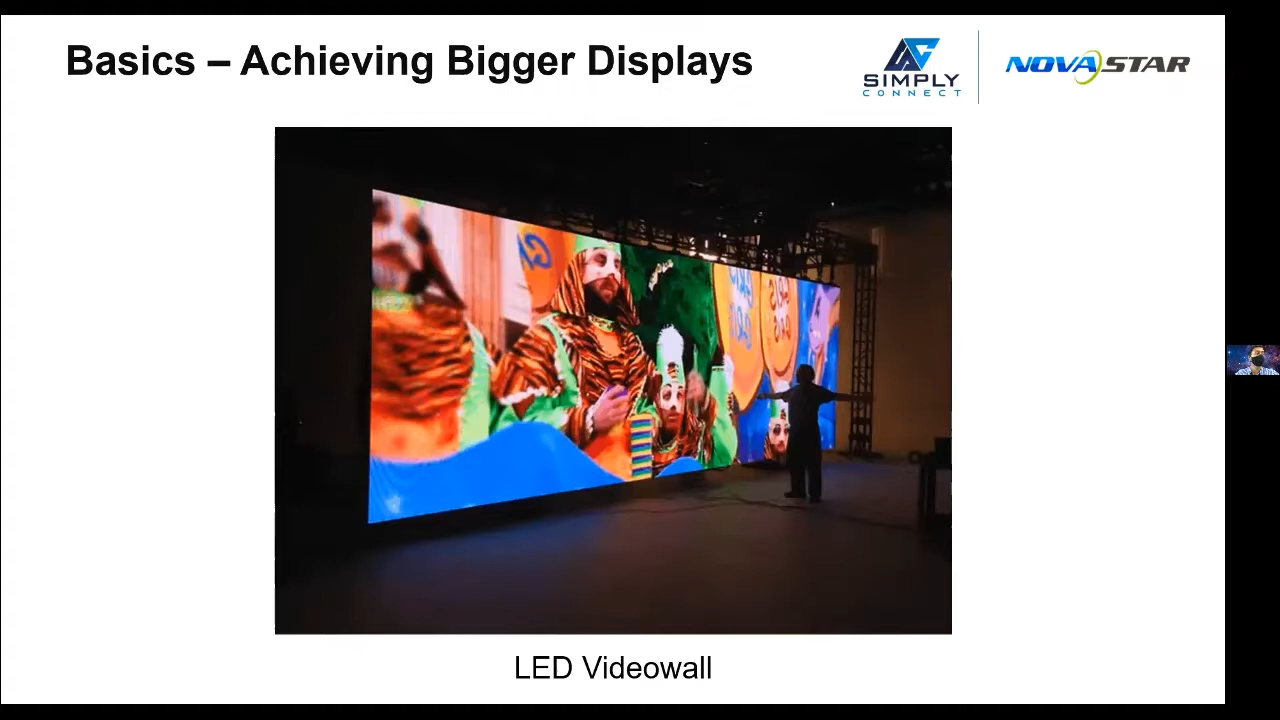 Basics – Achieving Bigger Displays
SIMPLY
CONNECT
NOVASTAR
LED Videowall